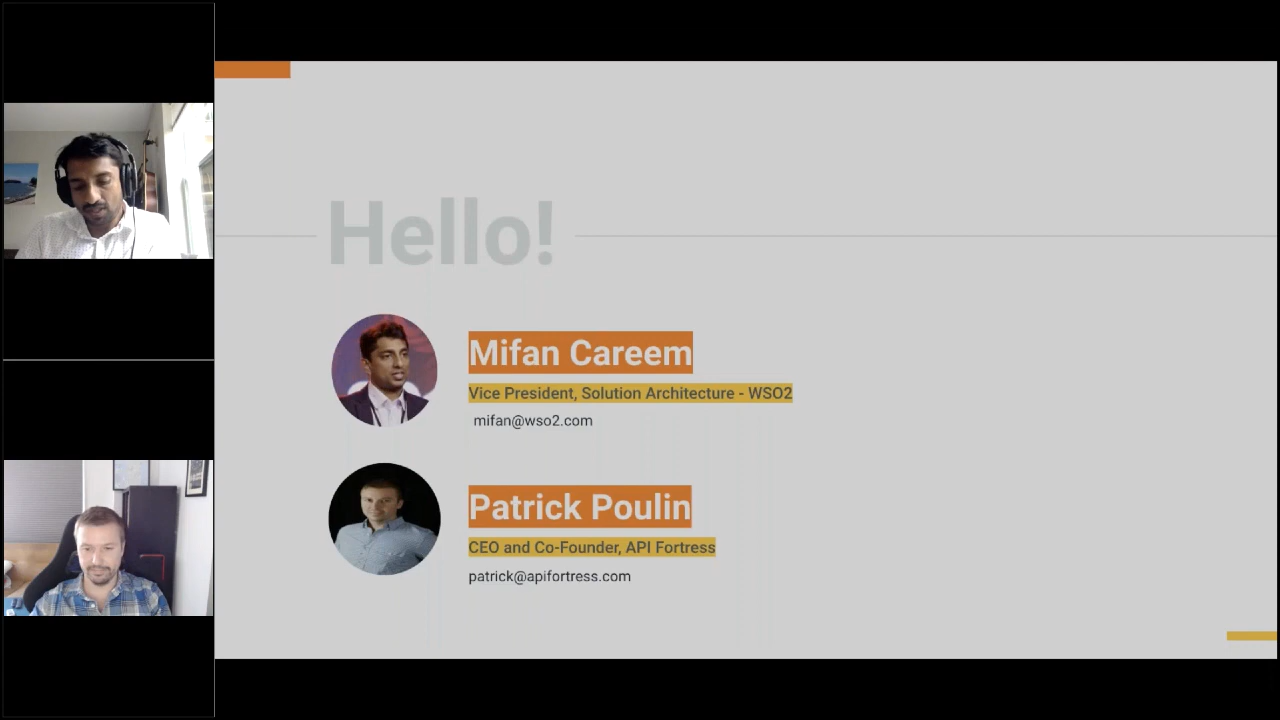 Hello!
Mifan Careem
Vice President, Solution Architecture - WSO2
mifan@wso2.com
Patrick Poulin
CEO and Co-Founder, API Fortress
patrick@apifortress.com